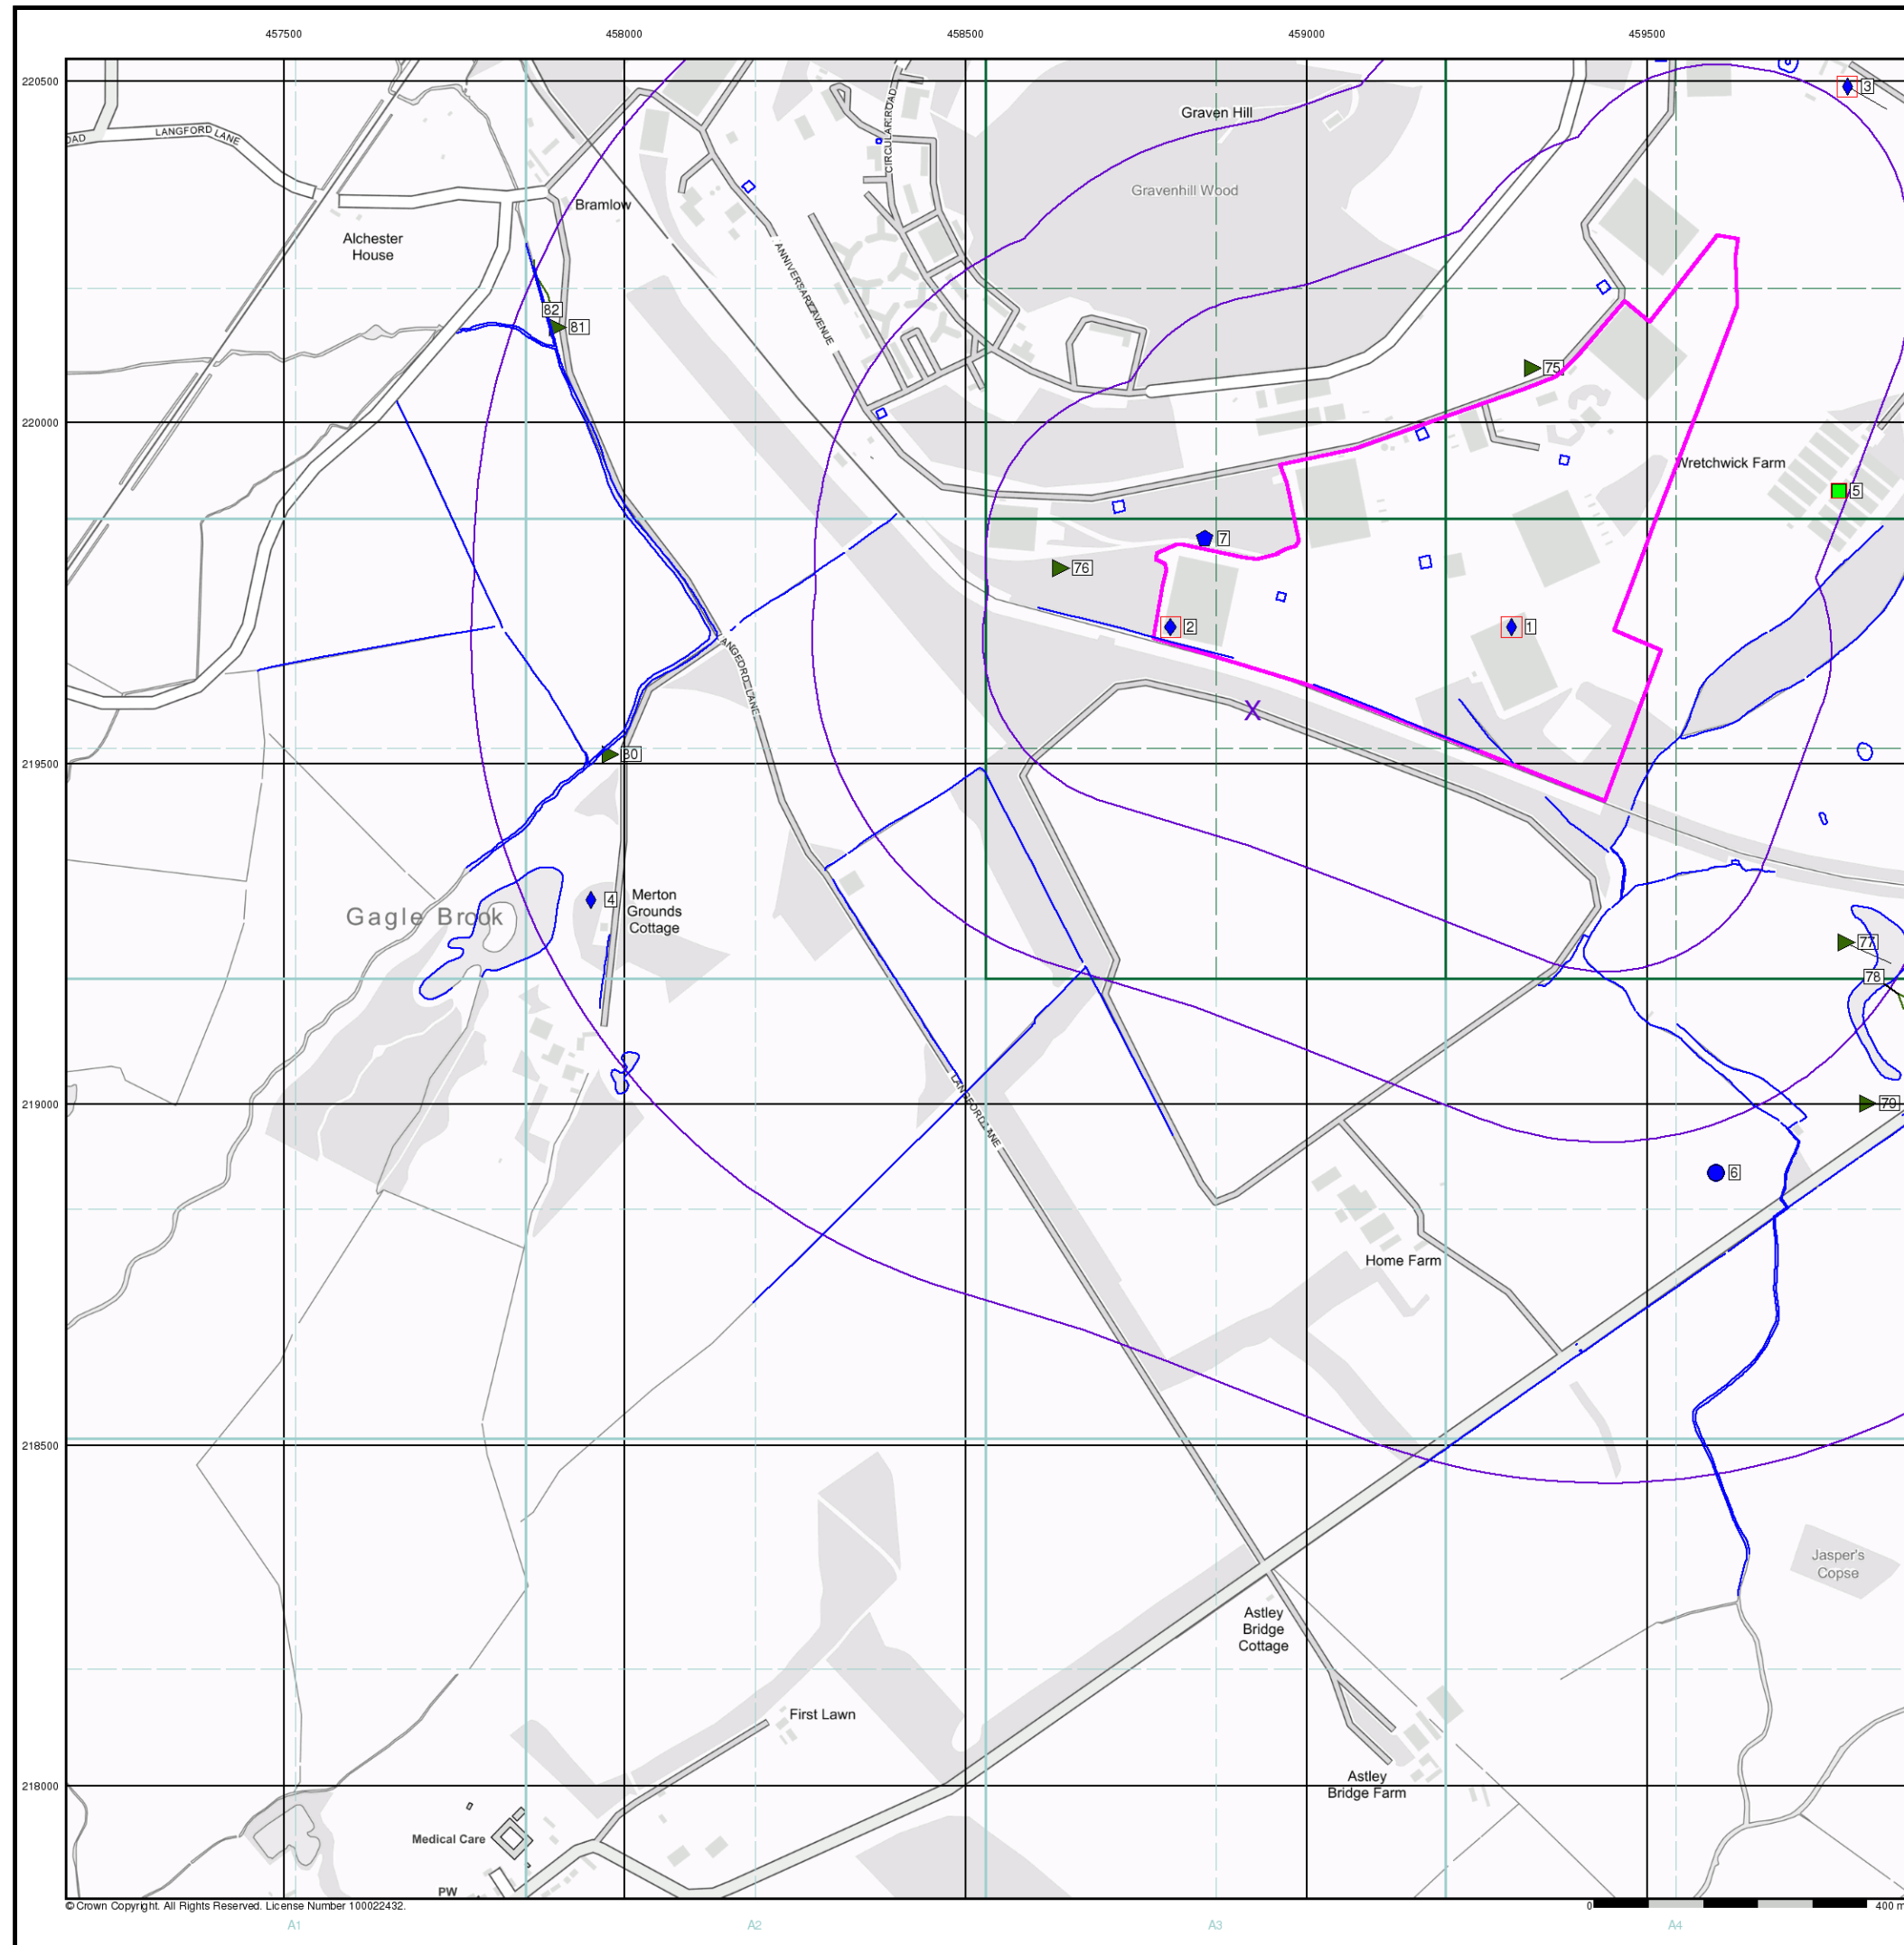 457500
458000
458500
459000
459500
220500
220000
219500
219000
218500
218000
LANGFORD LANE
OAD
CIRCULAR ROAD
Graven Hill
3
Gravenhill Wood
Bramlow
Alchester
House
ANNIVERSARY AVENUE
82
81
75
Wretchwick Farm
5
7
76
2
1
LANGFORD LANE
X
80
4
Merton
Grounds
Cottage
Gagle Brook
77
78
79
LANGFORD LANE
6
Home Farm
Jasper's
Copse
Astley
Bridge
Cottage
First Lawn
Astley
Bridge Farm
Medical Care
PW
© Crown Copyright. All Rights Reserved. License Number 100022432.
0
400 m
A1
A2
A3
A4